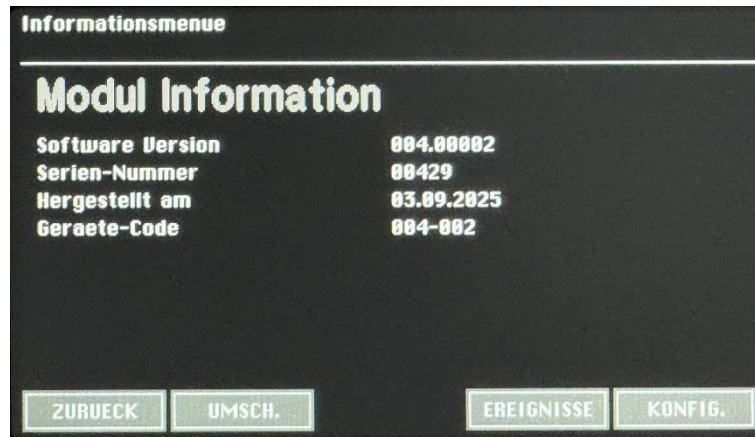 Informationsmenue
Modul Information
Software Version 004.00002
Serien-Nummer 00429
Hergestellt am 03.09.2025
Geraete-Code 004-002
ZURUECK UMSCH. EREIGNISSE KONFIG.